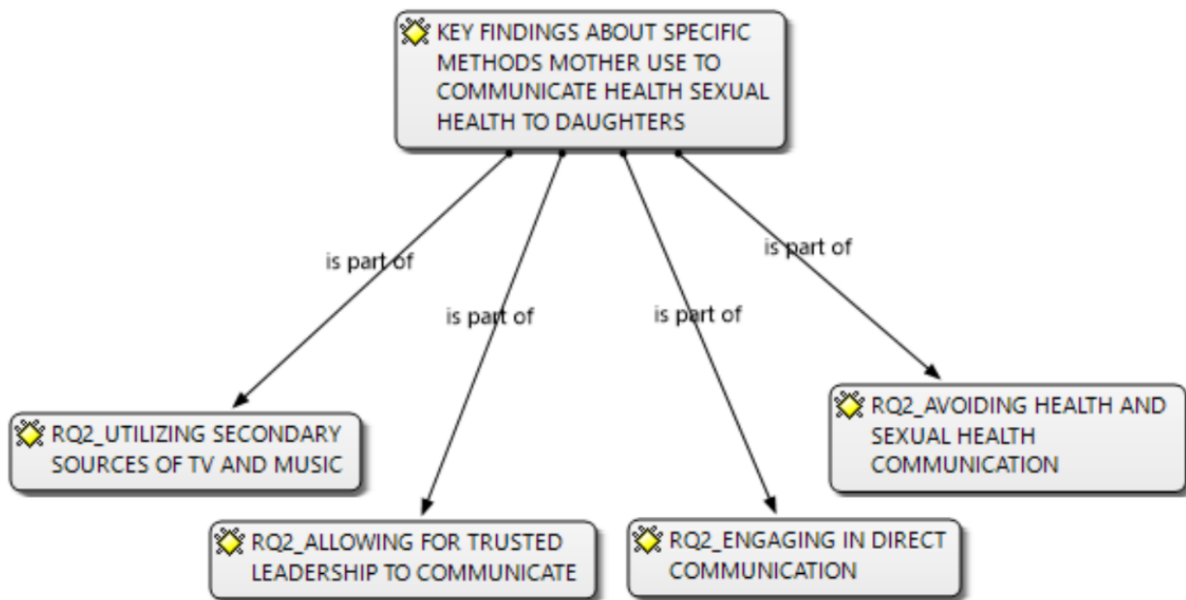 KEY FINDINGS ABOUT SPECIFIC
METHODS MOTHER USE TO
COMMUNICATE HEALTH SEXUAL
HEALTH TO DAUGHTERS
is part of
is part of
is part of
is part of
RQ2_UTILIZING SECONDARY
SOURCES OF TV AND MUSIC
RQ2_ALLOWING FOR TRUSTED
LEADERSHIP TO COMMUNICATE
RQ2_ENGAGING IN DIRECT
COMMUNICATION
RQ2_AVOIDING HEALTH AND
SEXUAL HEALTH
COMMUNICATION